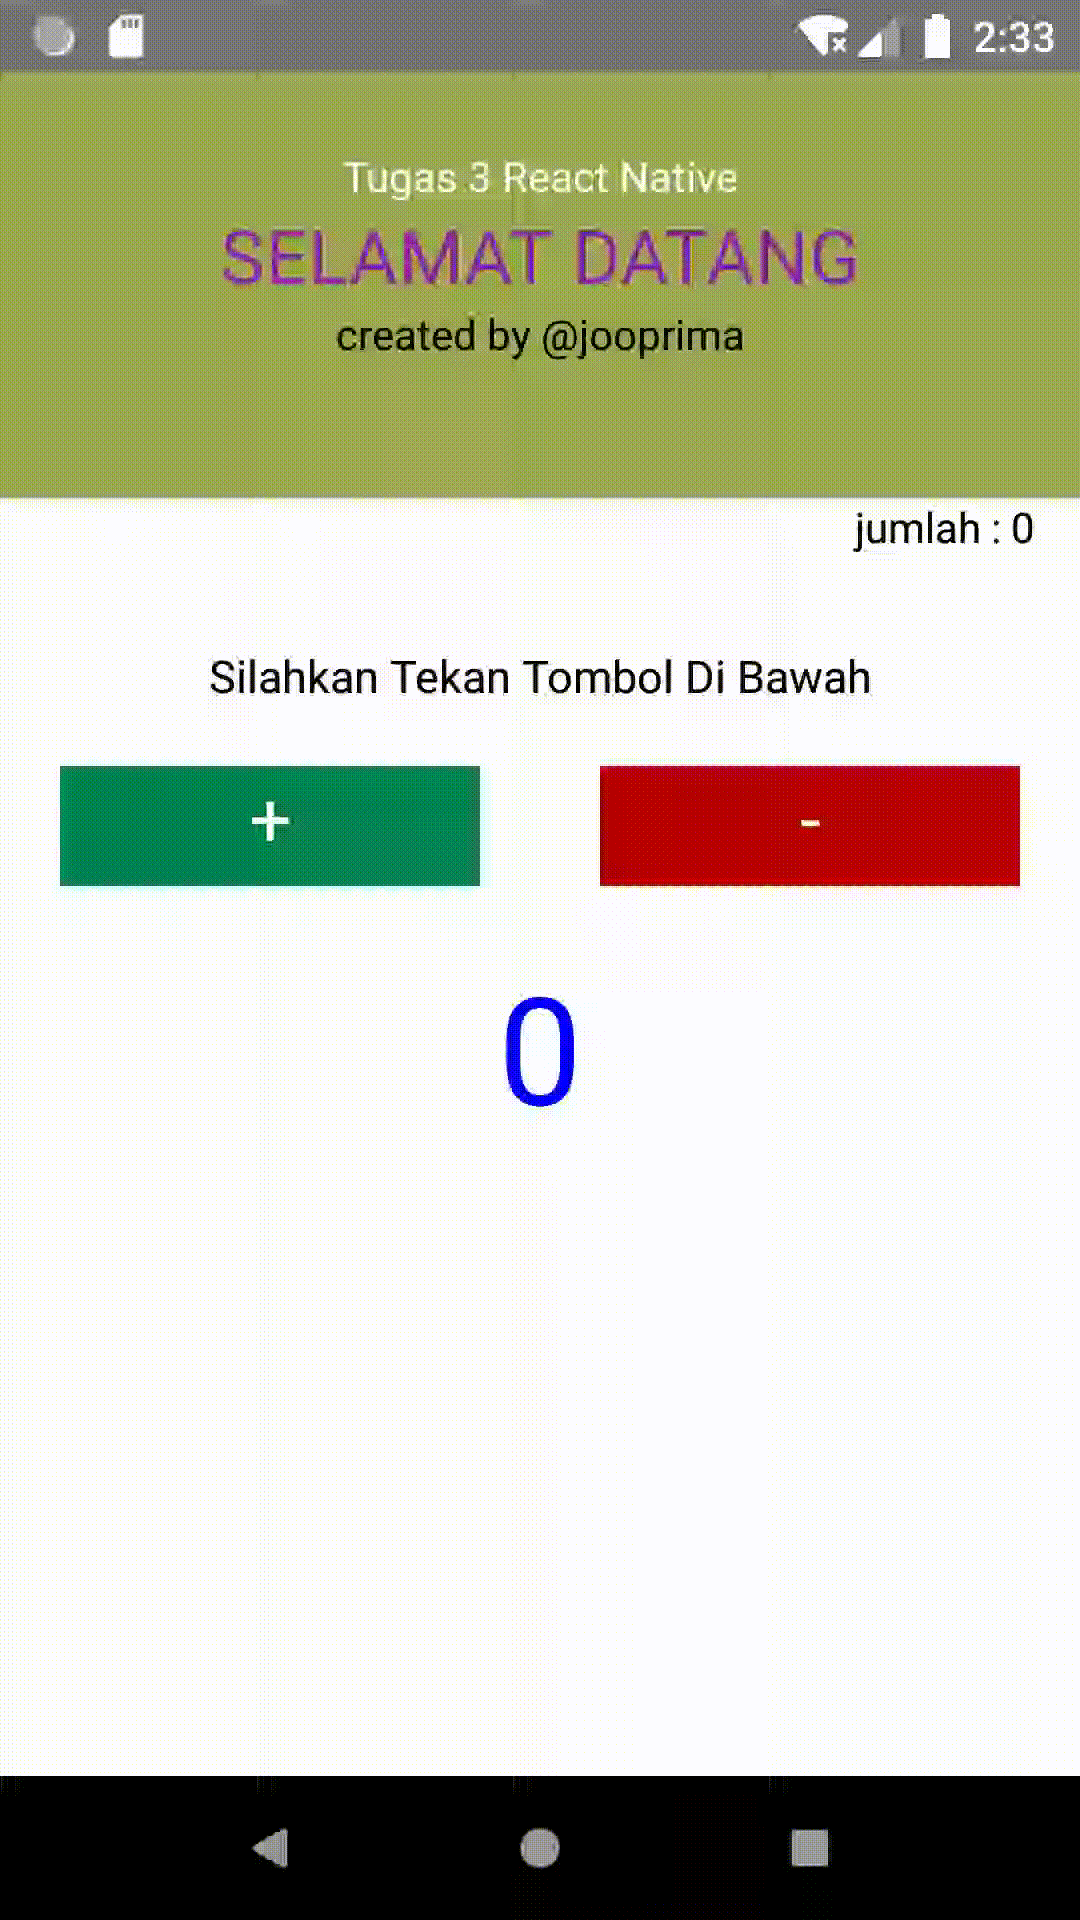 2:33
Tugas 3 React Native
SELAMAT DATANG
created by @jooprima
jumlah : 0
Silahkan Tekan Tombol Di Bawah
+ -
0